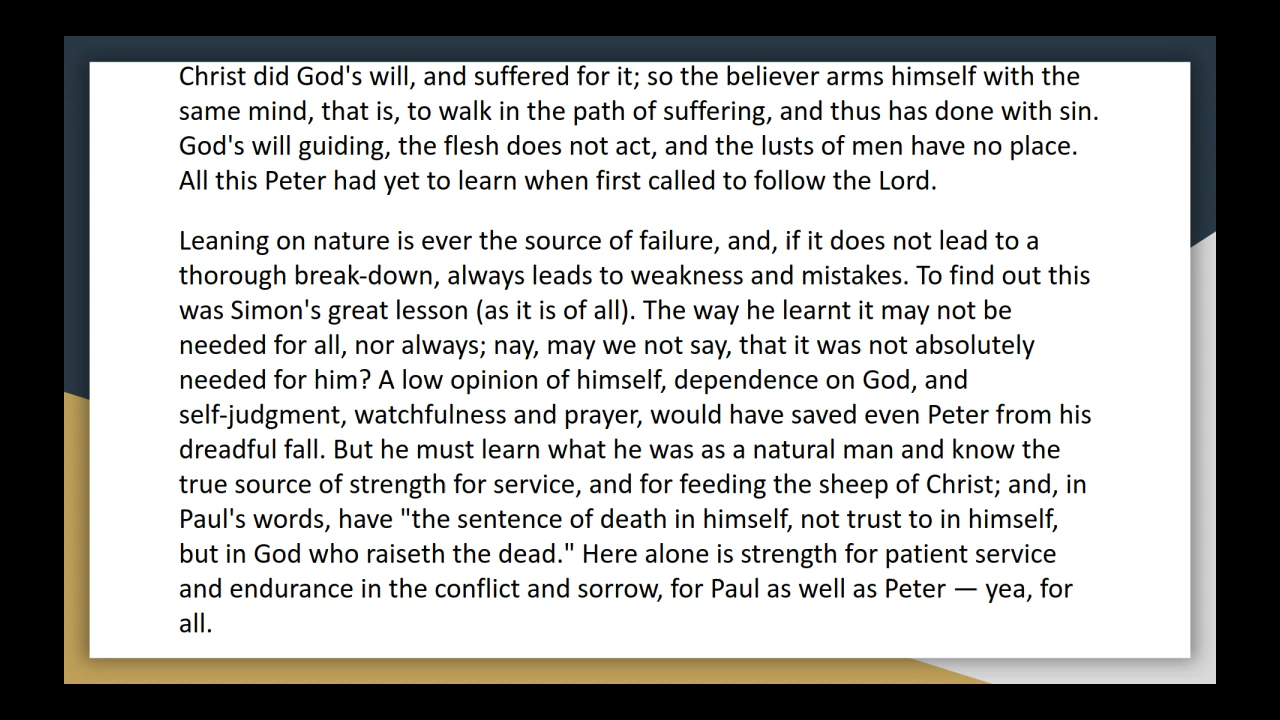 Christ did God's will, and suffered for it; so the believer arms himself with the
same mind, that is, to walk in the path of suffering, and thus has done with sin.
God's will guiding, the flesh does not act, and the lusts of men have no place.
All this Peter had yet to learn when first called to follow the Lord.
Leaning on nature is ever the source of failure, and, if it does not lead to a
thorough break-down, always leads to weakness and mistakes. To find out this
was Simon's great lesson (as it is of all). The way he learnt it may not be
needed for all, nor always; nay, may we not say, that it was not absolutely
needed for him? A low opinion of himself, dependence on God, and
self-judgment, watchfulness and prayer, would have saved even Peter from his
dreadful fall. But he must learn what he was as a natural man and know the
true source of strength for service, and for feeding the sheep of Christ; and, in
Paul's words, have "the sentence of death in himself, not trust to in himself,
but in God who raiseth the dead." Here alone is strength for patient service
and endurance in the conflict and sorrow, for Paul as well as Peter — yea, for
all.